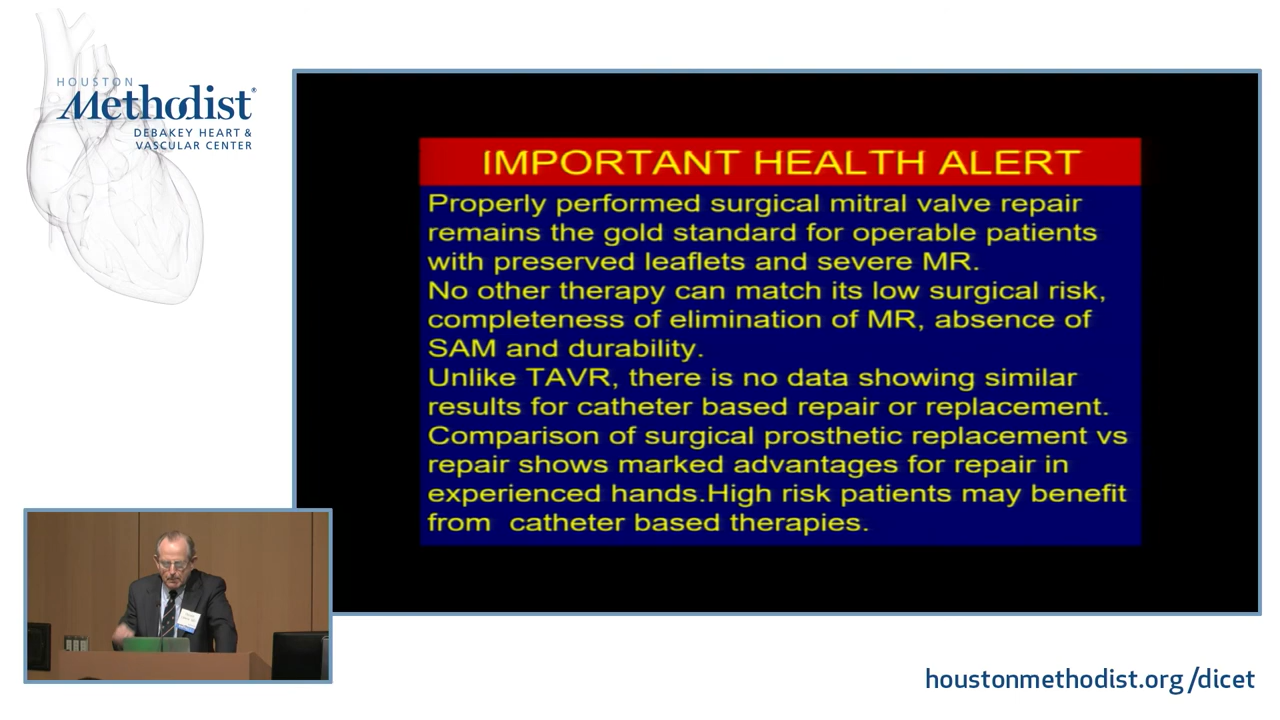 HOUSTON
Methodist®
DEBAKEY HEART &
VASCULAR CENTER
IMPORTANT HEALTH ALERT
Properly performed surgical mitral valve repair
remains the gold standard for operable patients
with preserved leaflets and severe MR.
No other therapy can match its low surgical risk,
completeness of elimination of MR, absence of
SAM and durability.
Unlike TAVR, there is no data showing similar
results for catheter based repair or replacement.
Comparison of surgical prosthetic replacement vs
repair shows marked advantages for repair in
experienced hands.High risk patients may benefit
from catheter based therapies.
houstonmethodist.org/dicet